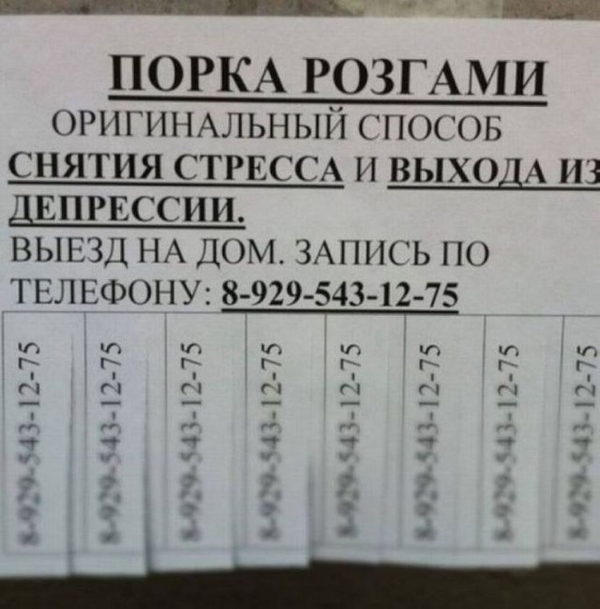 ПОРКА РОЗГАМИ
ОРИГИНАЛЬНЫЙ СПОСОБ
СНЯТИЯ СТРЕССА И ВЫХОДА ИЗ
ДЕПРЕССИИ.
ВЫЕЗД НА ДОМ. ЗАПИСЬ ПО
ТЕЛЕФОНУ: 8-929-543-12-75
8-929-543-12-75
8-929-543-12-75
8-929-543-12-75
8-929-543-12-75
8-929-543-12-75
8-929-543-12-75
8-929-543-12-75
8-929-543-12-75